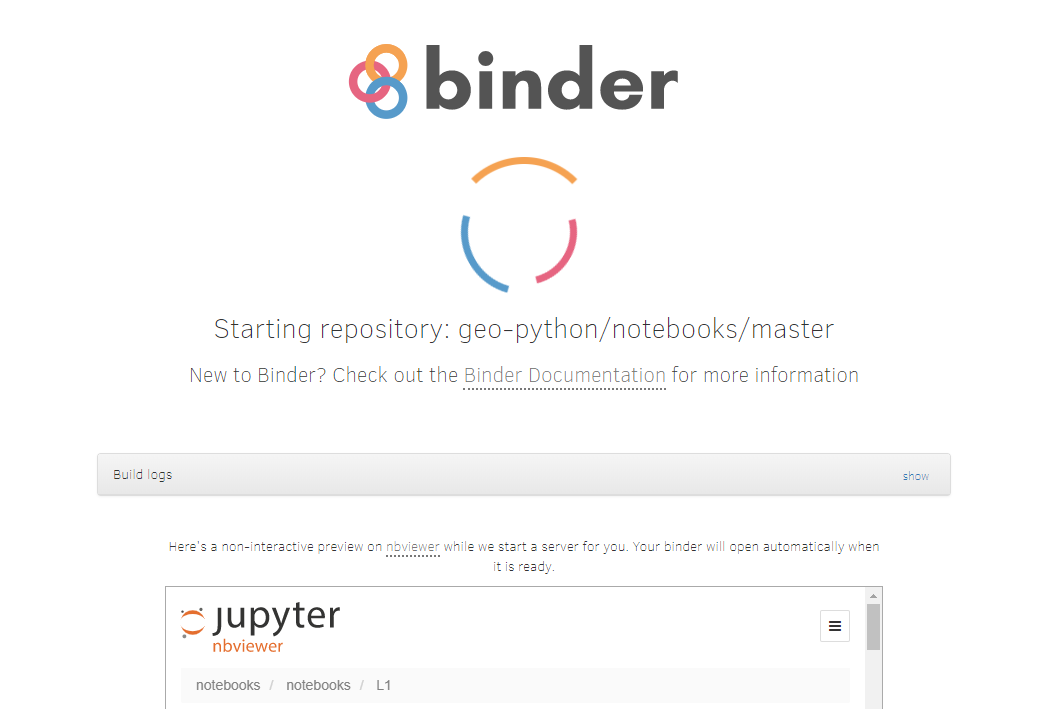 binder
Starting repository: geo-python/notebooks/master
New to Binder? Check out the Binder Documentation for more information
Build logs
show
Here's a non-interactive preview on nbviewer while we start a server for you. Your binder will open automatically when
it is ready.
jupyter
nbviewer
notebooks / notebooks / L1